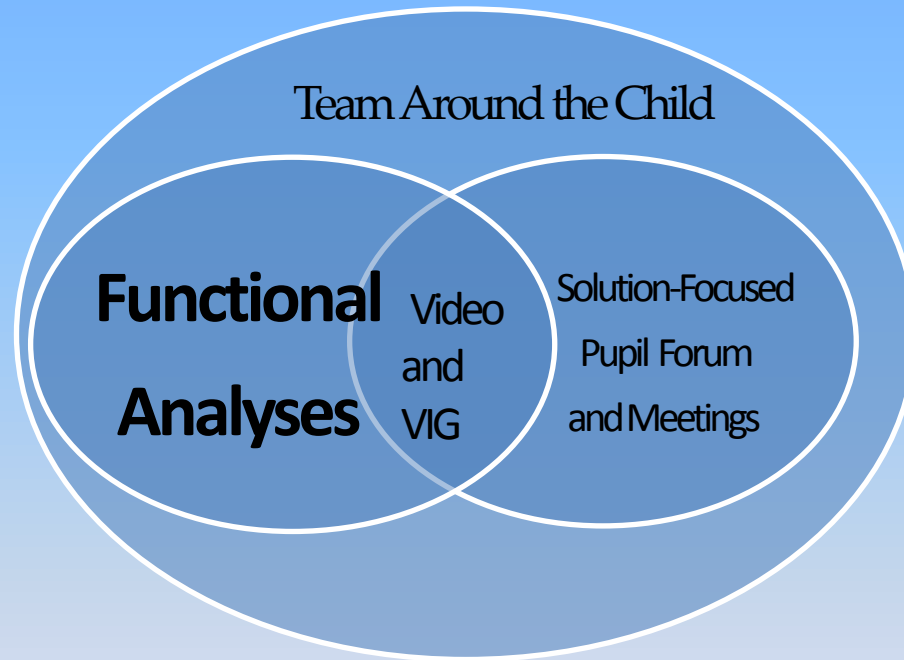 Team Around the Child
Functional
Analyses
Video
and
VIG
Solution-Focused
Pupil Forum
and Meetings